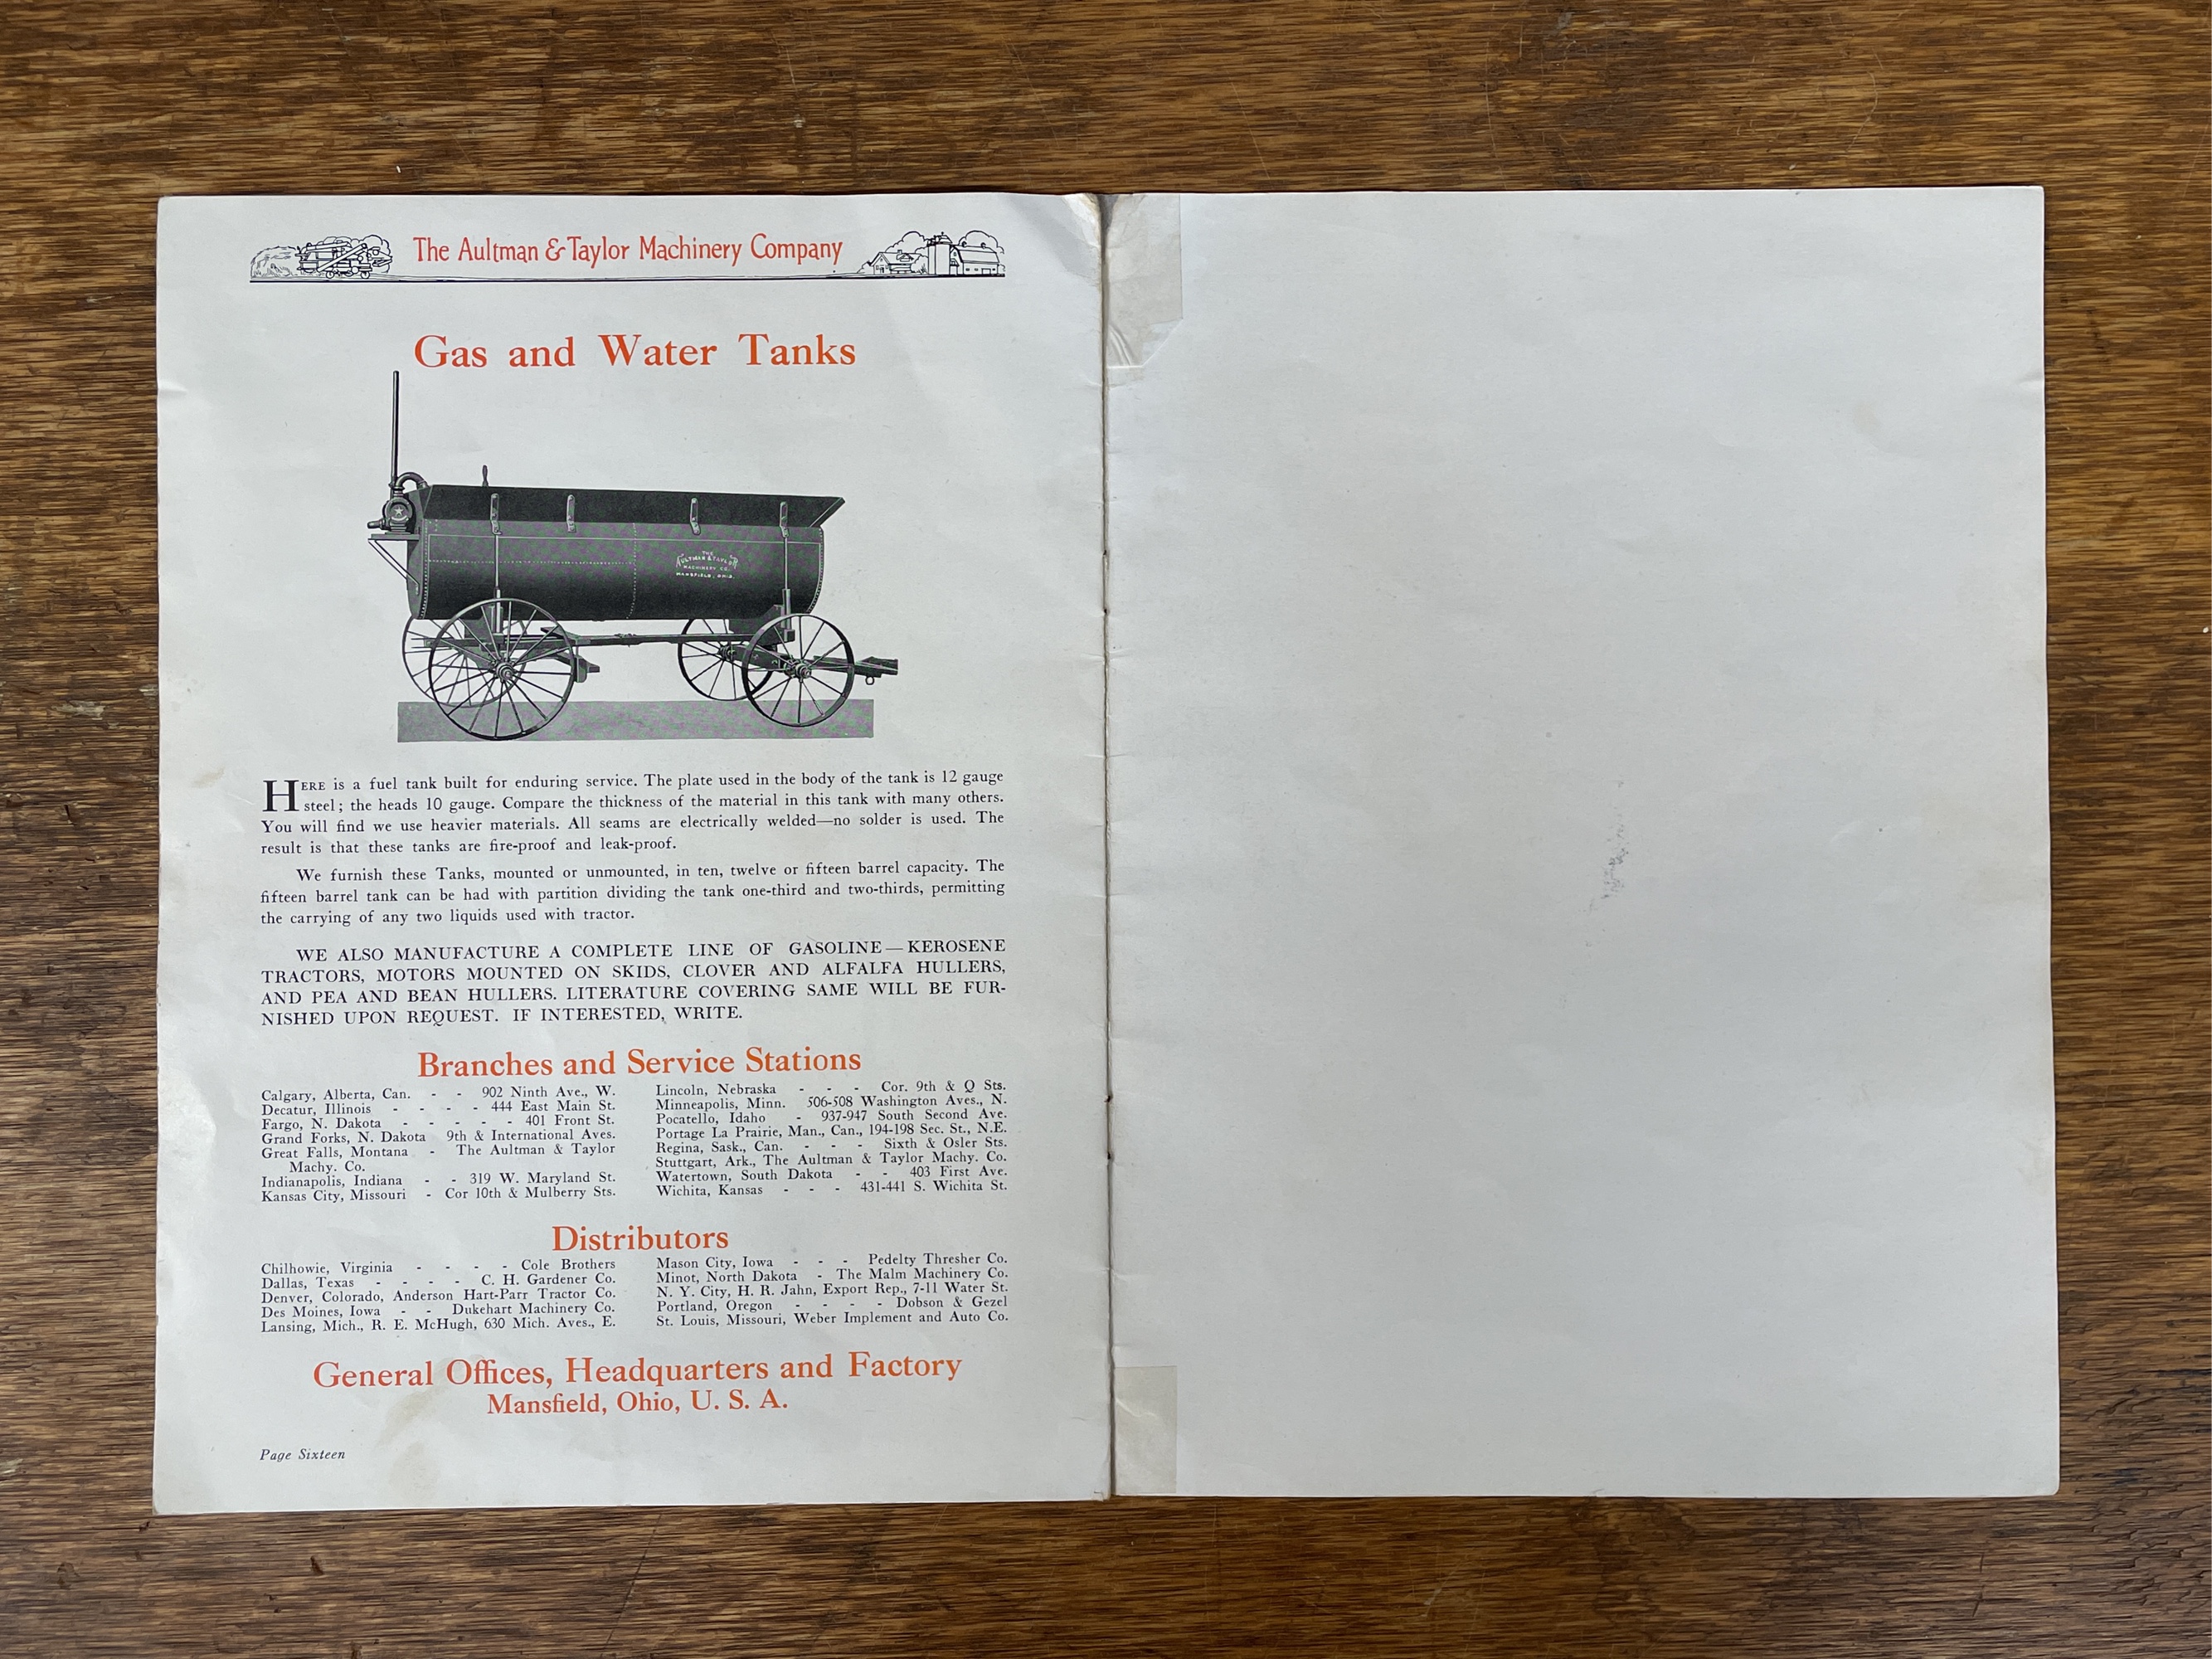 The Aultman & Taylor Machinery Company
Gas and Water Tanks
THE
AULTMAN & TAYLOR
MACHINERY CO.
MANSFIELD, OHIO.
HERE is a fuel tank built for enduring service. The plate used in the body of the tank is 12 gauge
steel; the heads 10 gauge. Compare the thickness of the material in this tank with many others.
You will find we use heavier materials. All seams are electrically welded—no solder is used. The
result is that these tanks are fire-proof and leak-proof.
We furnish these Tanks, mounted or unmounted, in ten, twelve or fifteen barrel capacity. The
fifteen barrel tank can be had with partition dividing the tank one-third and two-thirds, permitting
the carrying of any two liquids used with tractor.
WE ALSO MANUFACTURE A COMPLETE LINE OF GASOLINE—KEROSENE
TRACTORS, MOTORS MOUNTED ON SKIDS, CLOVER AND ALFALFA HULLERS,
AND PEA AND BEAN HULLERS. LITERATURE COVERING SAME WILL BE FUR-
NISHED UPON REQUEST. IF INTERESTED, WRITE.
Branches and Service Stations
Calgary, Alberta, Can. - - 902 Ninth Ave., W.
Decatur, Illinois - - - - 444 East Main St.
Fargo, N. Dakota - - - - - 401 Front St.
Grand Forks, N. Dakota 9th & International Aves.
Great Falls, Montana - The Aultman & Taylor
Machy. Co.
Indianapolis, Indiana - - 319 W. Maryland St.
Kansas City, Missouri - Cor 10th & Mulberry Sts.
Lincoln, Nebraska - - - Cor. 9th & Q Sts.
Minneapolis, Minn. 506-508 Washington Aves., N.
Pocatello, Idaho - 937-947 South Second Ave.
Portage La Prairie, Man., Can., 194-198 Sec. St., N.E.
Regina, Sask., Can. - - - Sixth & Osler Sts.
Stuttgart, Ark., The Aultman & Taylor Machy. Co.
Watertown, South Dakota - - 403 First Ave.
Wichita, Kansas - - - 431-441 S. Wichita St.
Distributors
Chilhowie, Virginia - - - - Cole Brothers
Dallas, Texas - - - - C. H. Gardener Co.
Denver, Colorado, Anderson Hart-Parr Tractor Co.
Des Moines, Iowa - - Dukehart Machinery Co.
Lansing, Mich., R. E. McHugh, 630 Mich. Aves., E.
Mason City, Iowa - - - Pedelty Thresher Co.
Minot, North Dakota - The Malm Machinery Co.
N. Y. City, H. R. Jahn, Export Rep., 7-11 Water St.
Portland, Oregon - - - - Dobson & Gezel
St. Louis, Missouri, Weber Implement and Auto Co.
General Offices, Headquarters and Factory
Mansfield, Ohio, U. S. A.
Page Sixteen